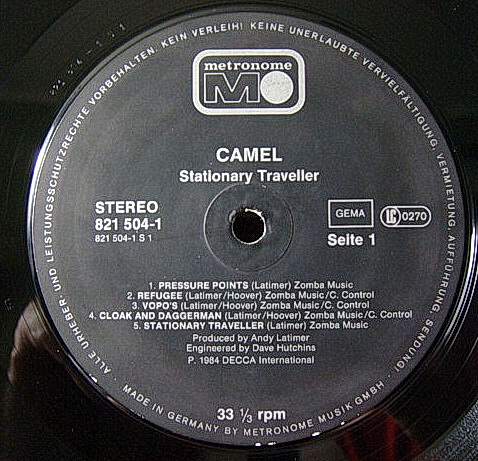 · ALLE URHEBER- UND LEISTUNGSSCHUTZRECHTE VORBEHALTEN. KEIN VERLEIH! KEINE UNERLAUBTE VERVIELFÄLTIGUNG, VERMIETUNG, AUFFÜHRUNG, SENDUNG! ·
metronome
MO
CAMEL
Stationary Traveller
STEREO
821 504-1
821 504-1 S 1
GEMA
LC 0270
Seite 1
1. PRESSURE POINTS (Latimer) Zomba Music
2. REFUGEE (Latimer/Hoover) Zomba Music/C. Control
3. VOPO'S (Latimer/Hoover) Zomba Music/C. Control
4. CLOAK AND DAGGERMAN (Latimer/Hoover) Zomba Music/C. Control
5. STATIONARY TRAVELLER (Latimer) Zomba Music
Produced by Andy Latimer
Engineered by Dave Hutchins
P. 1984 DECCA International
33 1/3 rpm
MADE IN GERMANY BY METRONOME MUSIK GMBH